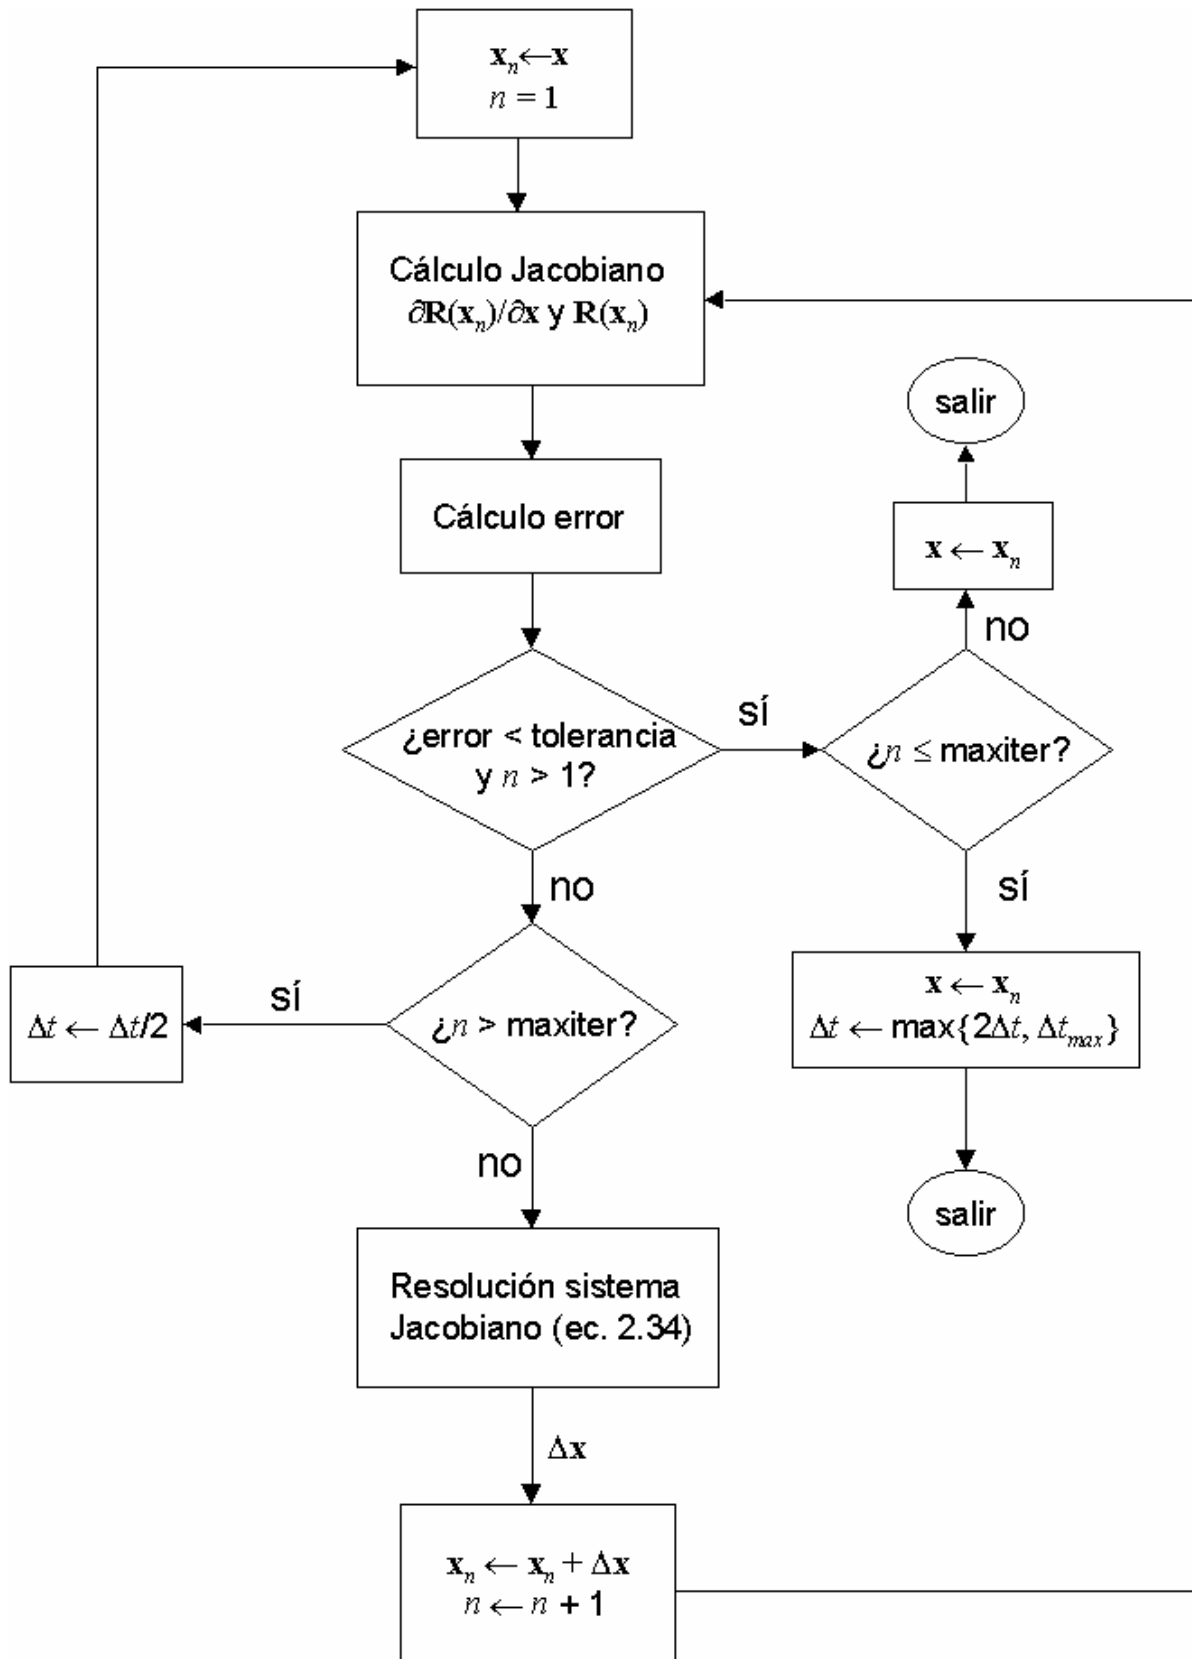 xₙ←x
n = 1
Cálculo Jacobiano
∂R(xₙ)/∂x y R(xₙ)
salir
Cálculo error
x ← xₙ
no
¿error < tolerancia
y n > 1?
sí
¿n ≤ maxiter?
no
sí
Δt ← Δt/2
sí
¿n > maxiter?
x ← xₙ
Δt ← max{2Δt, Δtₘₐₓ}
no
salir
Resolución sistema
Jacobiano (ec. 2.34)
Δx
xₙ ← xₙ + Δx
n ← n + 1